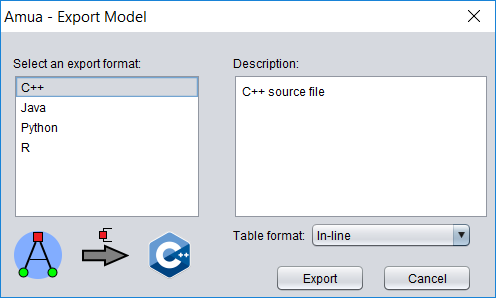 Amua - Export Model
Select an export format:
C++
Java
Python
R
Description:
C++ source file
C++
Table format: In-line
Export Cancel